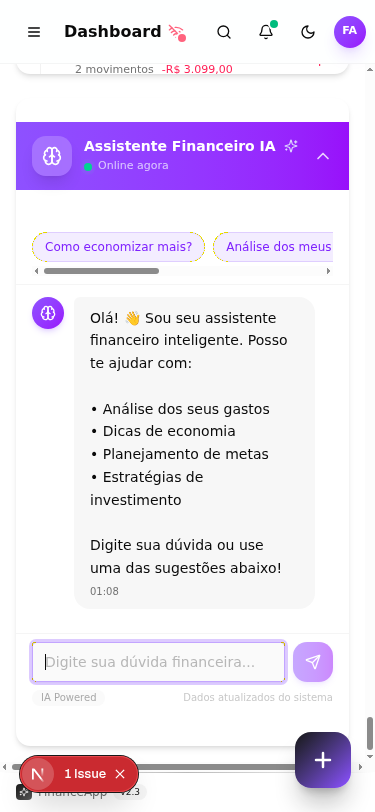 Dashboard
FA
2 movimentos -R$ 3.099,00
Assistente Financeiro IA
Online agora
Como economizar mais?
Análise dos meus
Olá! 👋 Sou seu assistente
financeiro inteligente. Posso
te ajudar com:
• Análise dos seus gastos
• Dicas de economia
• Planejamento de metas
• Estratégias de
investimento
Digite sua dúvida ou use
uma das sugestões abaixo!
01:08
Digite sua dúvida financeira...
IA Powered
Dados atualizados do sistema
N 1 Issue
FinanceApp v2.3